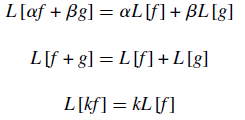 L[αf + βg] = αL[f] + βL[g]
L[f + g] = L[f] + L[g]
L[kf] = kL[f]